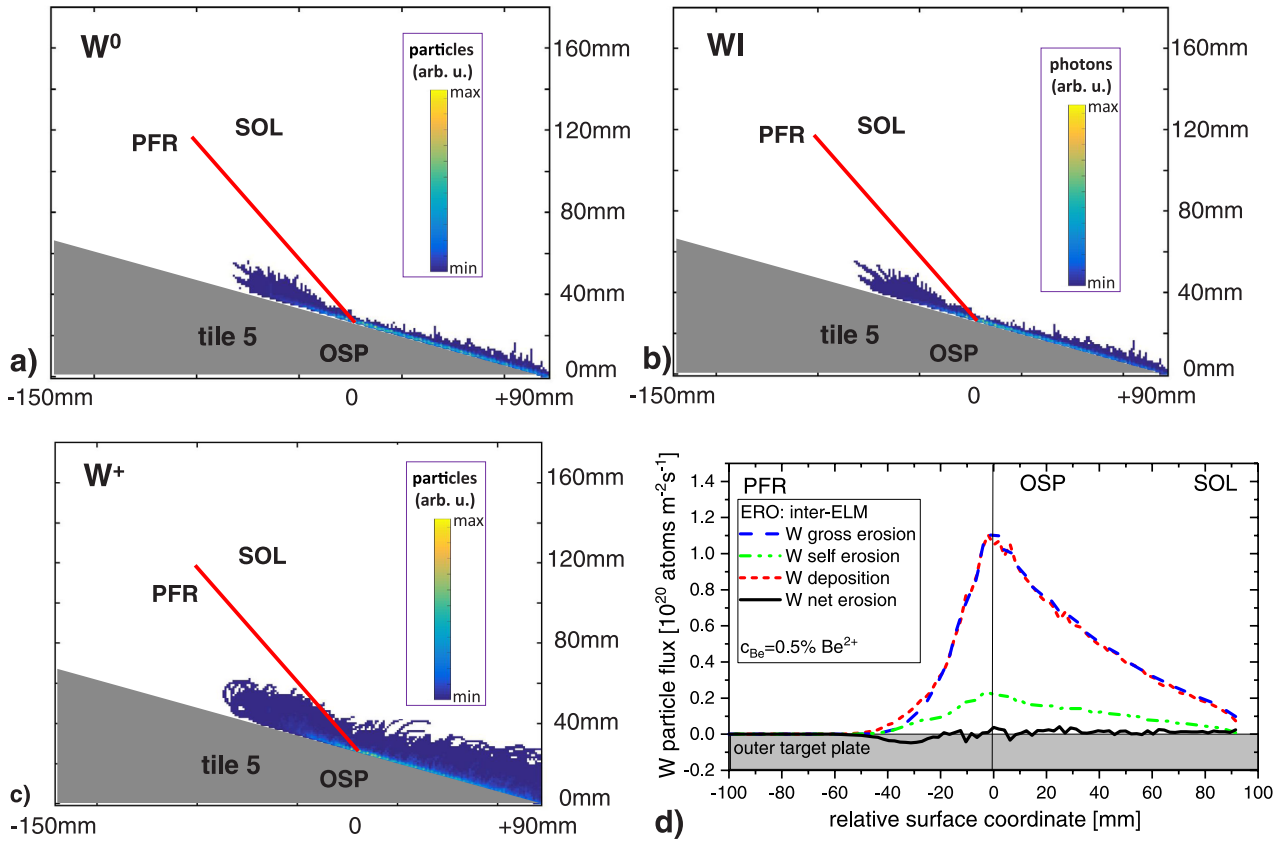 W⁰
particles
(arb. u.)
max
min
160mm
120mm
80mm
40mm
0mm
SOL
PFR
tile 5
OSP
a)
-150mm
0
+90mm
WI
photons
(arb. u.)
max
min
160mm
120mm
80mm
40mm
0mm
SOL
PFR
tile 5
OSP
b)
-150mm
0
+90mm
W⁺
particles
(arb. u.)
max
min
160mm
120mm
80mm
40mm
0mm
SOL
PFR
tile 5
OSP
c)
-150mm
0
+90mm
W particle flux [10²⁰ atoms m⁻²s⁻¹]
1.4
1.2
1.0
0.8
0.6
0.4
0.2
0.0
-0.2
PFR
OSP
SOL
ERO: inter-ELM
W gross erosion
W self erosion
W deposition
W net erosion
c_Be=0.5% Be²⁺
outer target plate
-100 -80 -60 -40 -20 0 20 40 60 80 100
d)
relative surface coordinate [mm]